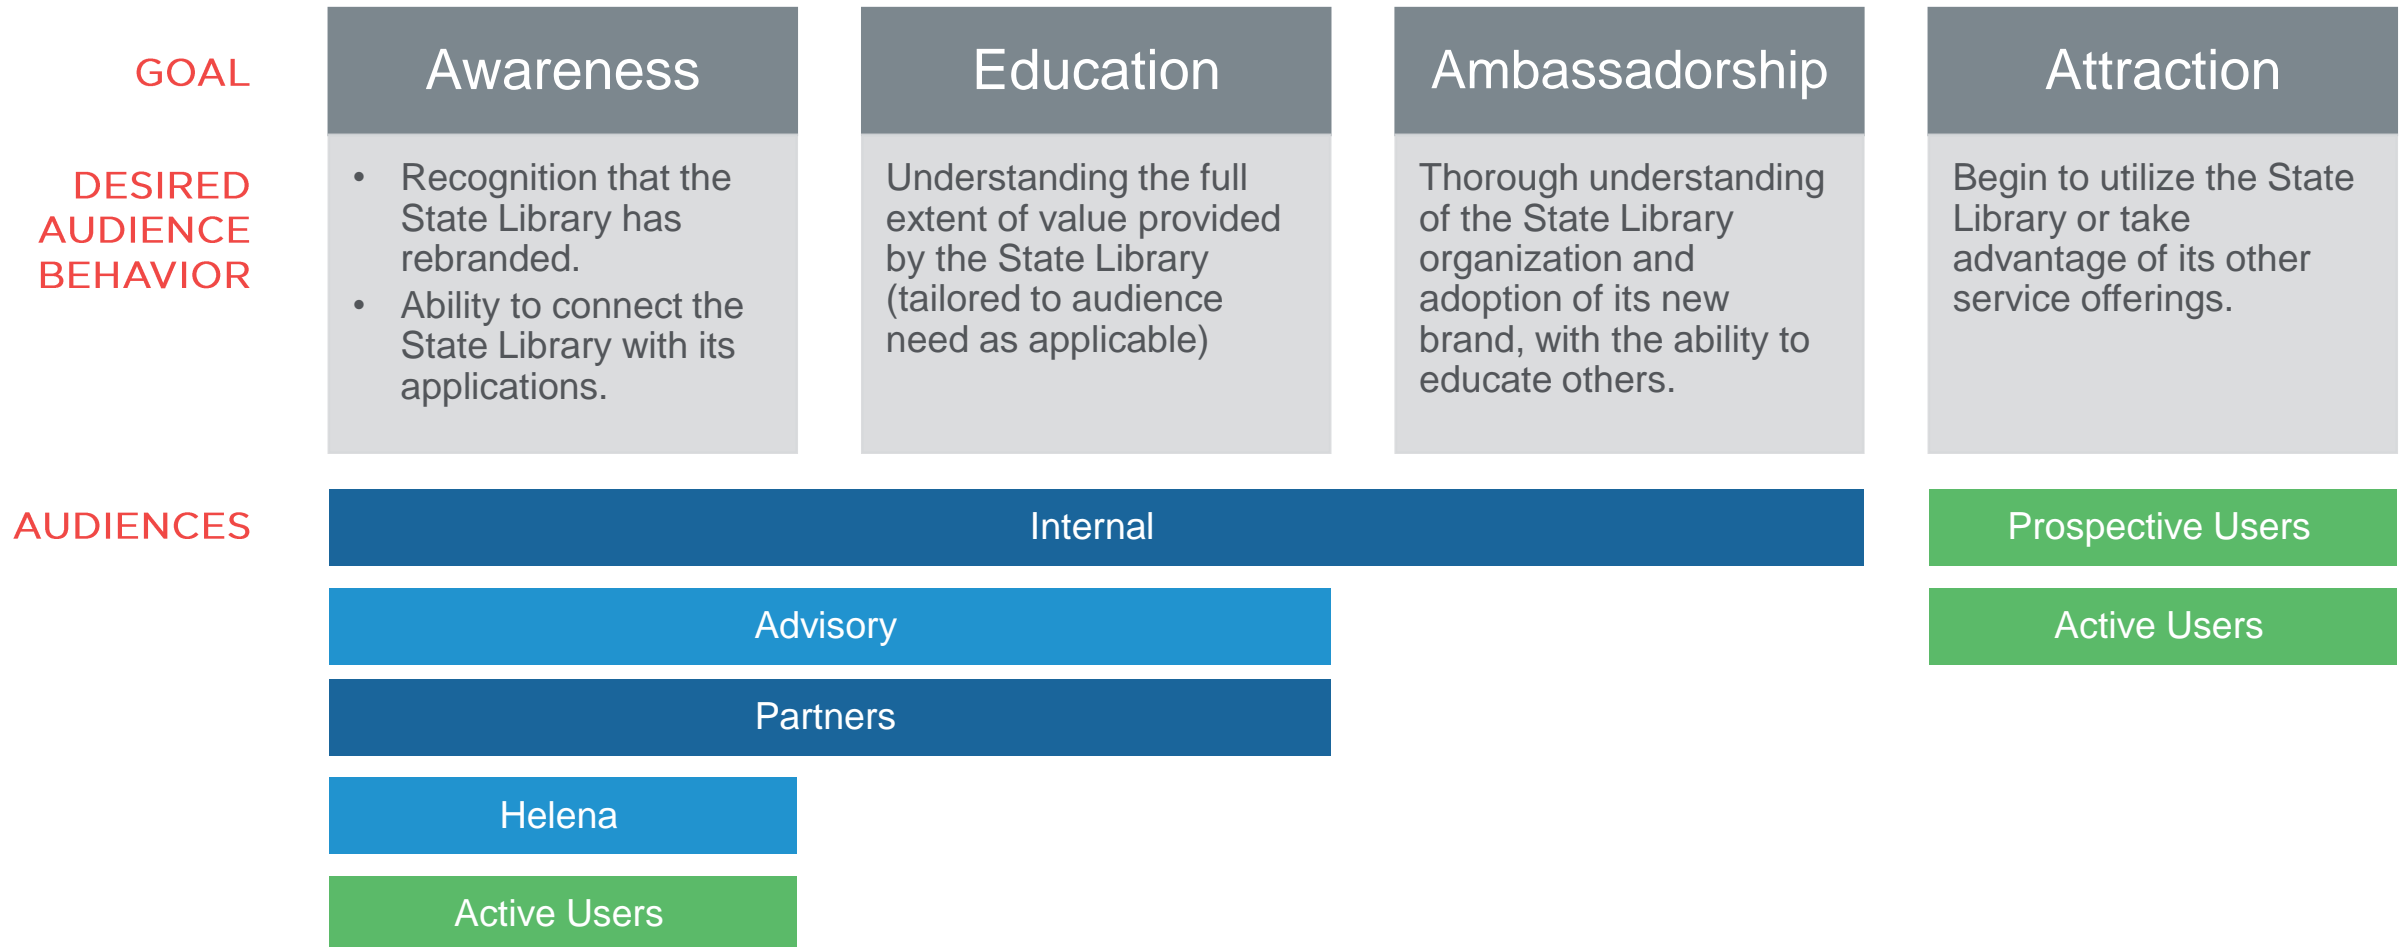 GOAL
Awareness
Education
Ambassadorship
Attraction
DESIRED
AUDIENCE
BEHAVIOR
• Recognition that the
State Library has
rebranded.
• Ability to connect the
State Library with its
applications.
Understanding the full
extent of value provided
by the State Library
(tailored to audience
need as applicable)
Thorough understanding
of the State Library
organization and
adoption of its new
brand, with the ability to
educate others.
Begin to utilize the State
Library or take
advantage of its other
service offerings.
AUDIENCES
Internal
Prospective Users
Advisory
Active Users
Partners
Helena
Active Users